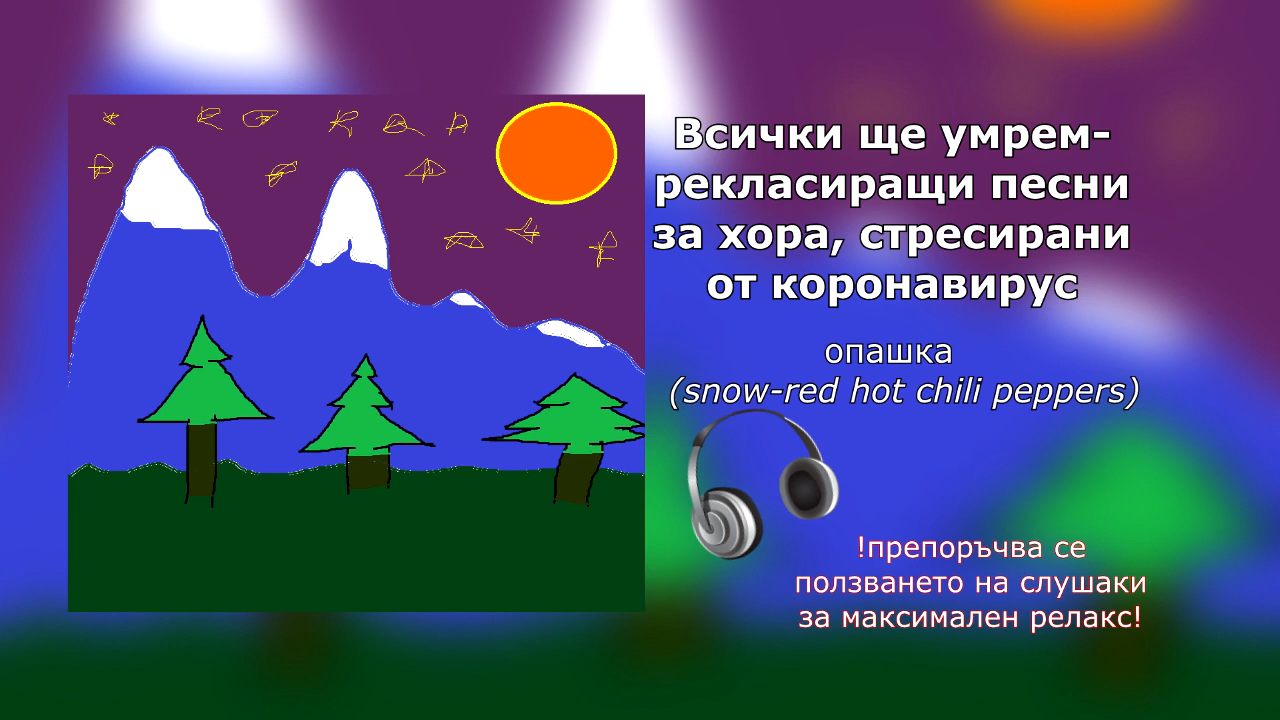 Всички ще умрем-
рекласиращи песни
за хора, стресирани
от коронавирус
опашка
(snow-red hot chili peppers)
!препоръчва се
ползването на слушаки
за максимален релакс!